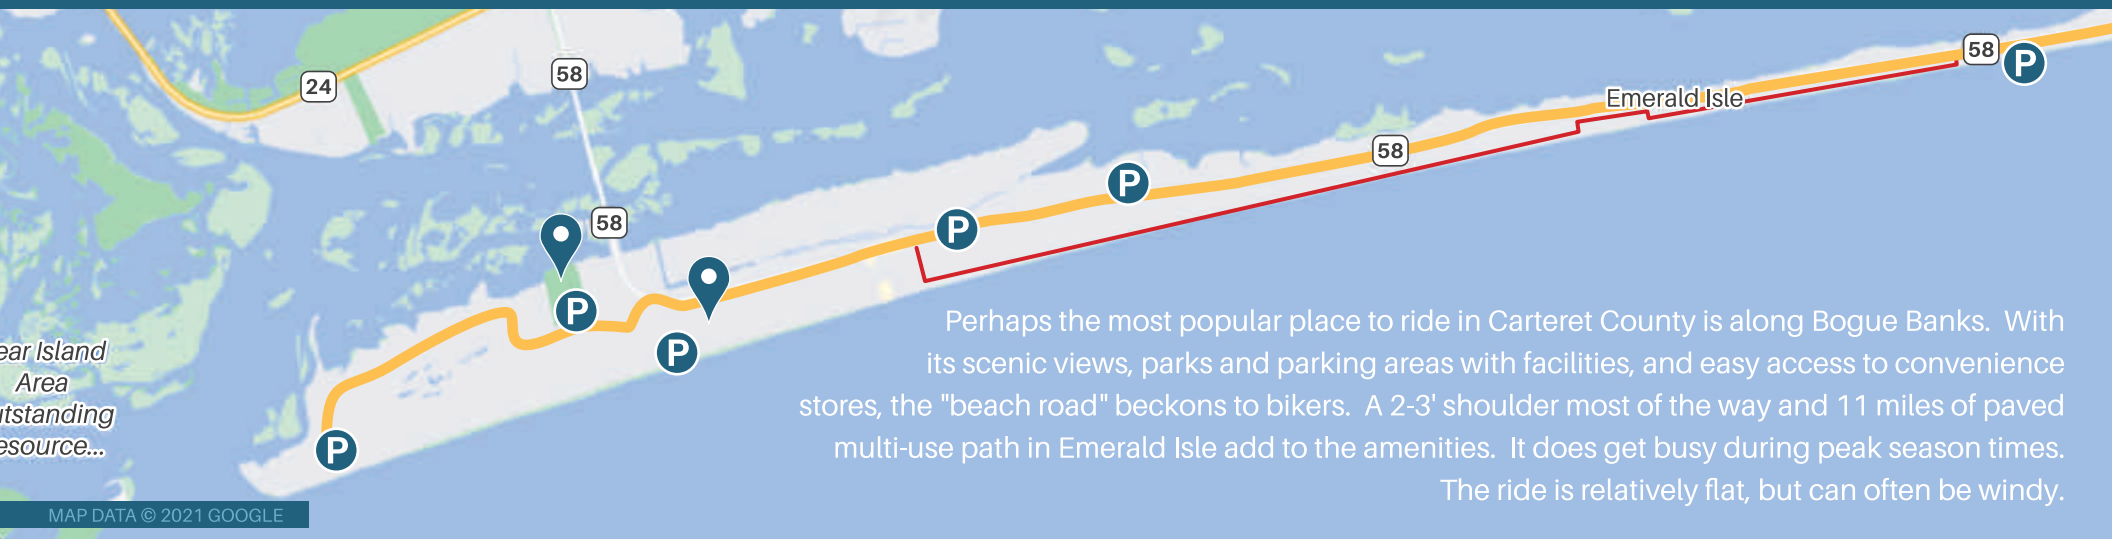 58
P
24
58
Emerald Isle
58
P
58
P
P
P
P
Perhaps the most popular place to ride in Carteret County is along Bogue Banks.  With
its scenic views, parks and parking areas with facilities, and easy access to convenience
stores, the "beach road" beckons to bikers.  A 2-3' shoulder most of the way and 11 miles of paved
multi-use path in Emerald Isle add to the amenities.  It does get busy during peak season times.
The ride is relatively flat, but can often be windy.
ear Island
Area
utstanding
esource...
P
MAP DATA © 2021 GOOGLE